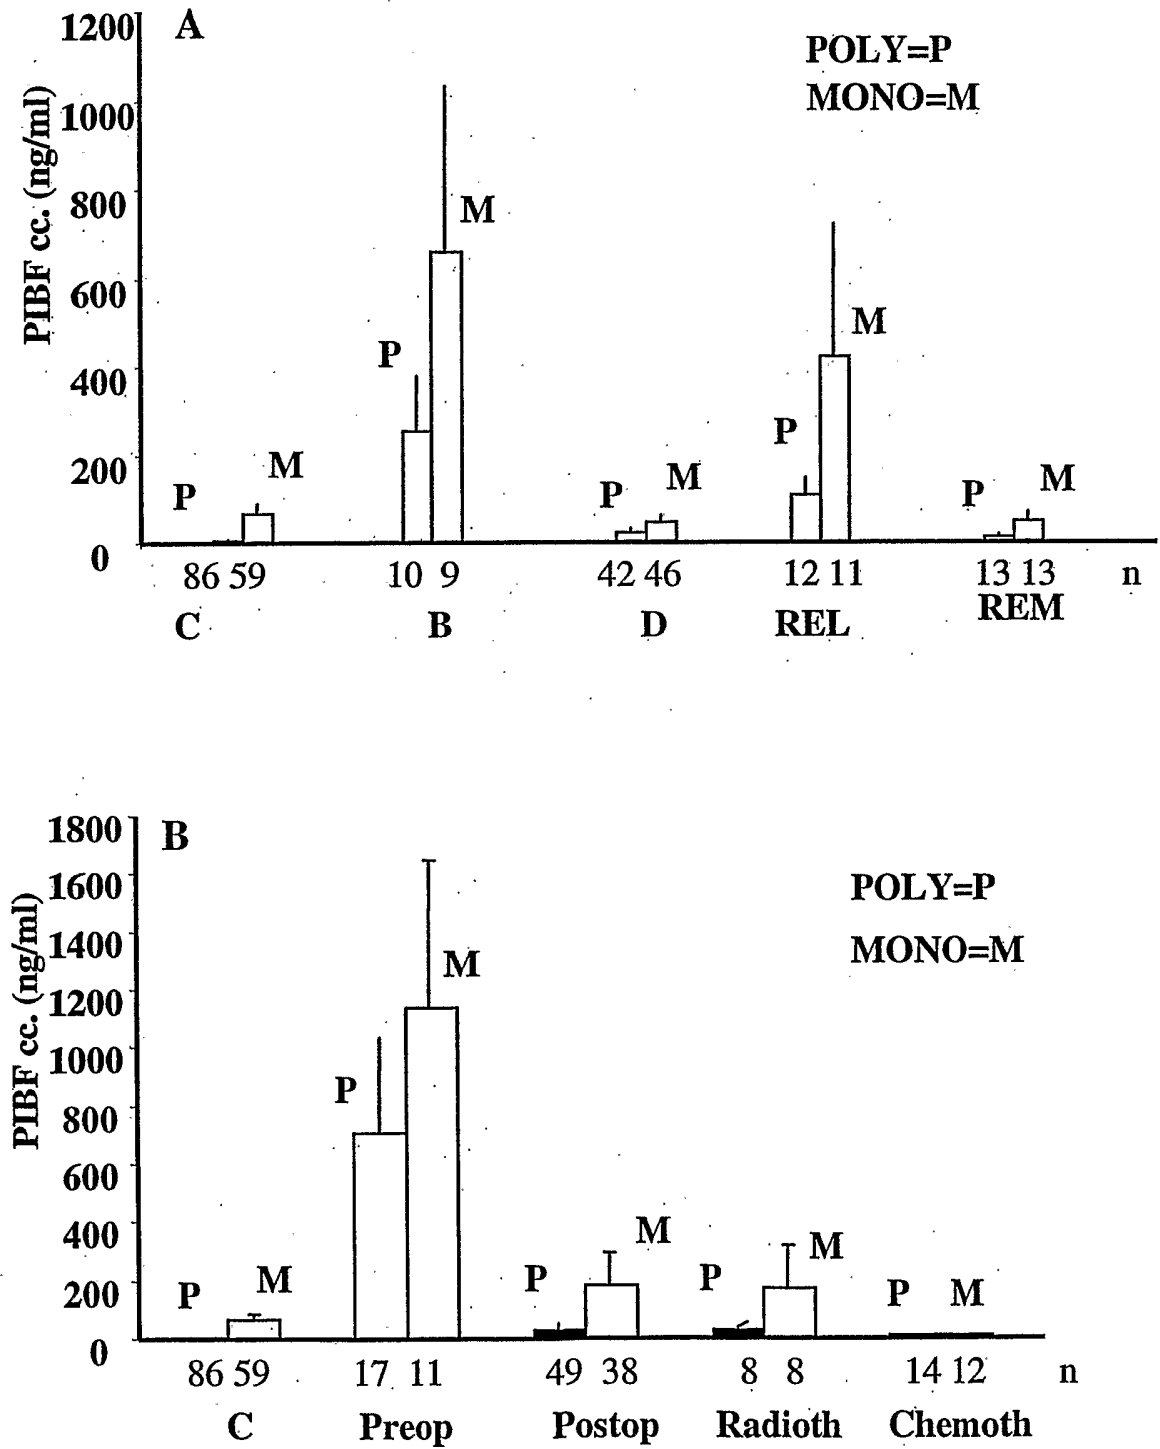 A
POLY=P
MONO=M
PIBF cc. (ng/ml)
1200
1000
800
600
400
200
0
P
M
P
M
P
M
P
M
P
M
86 59
10 9
42 46
12 11
13 13
n
C
B
D
REL
REM
B
POLY=P
MONO=M
PIBF cc. (ng/ml)
1800
1600
1400
1200
1000
800
600
400
200
0
P
M
P
M
P
M
P
M
P
M
86 59
17 11
49 38
8 8
14 12
n
C
Preop
Postop
Radioth
Chemoth